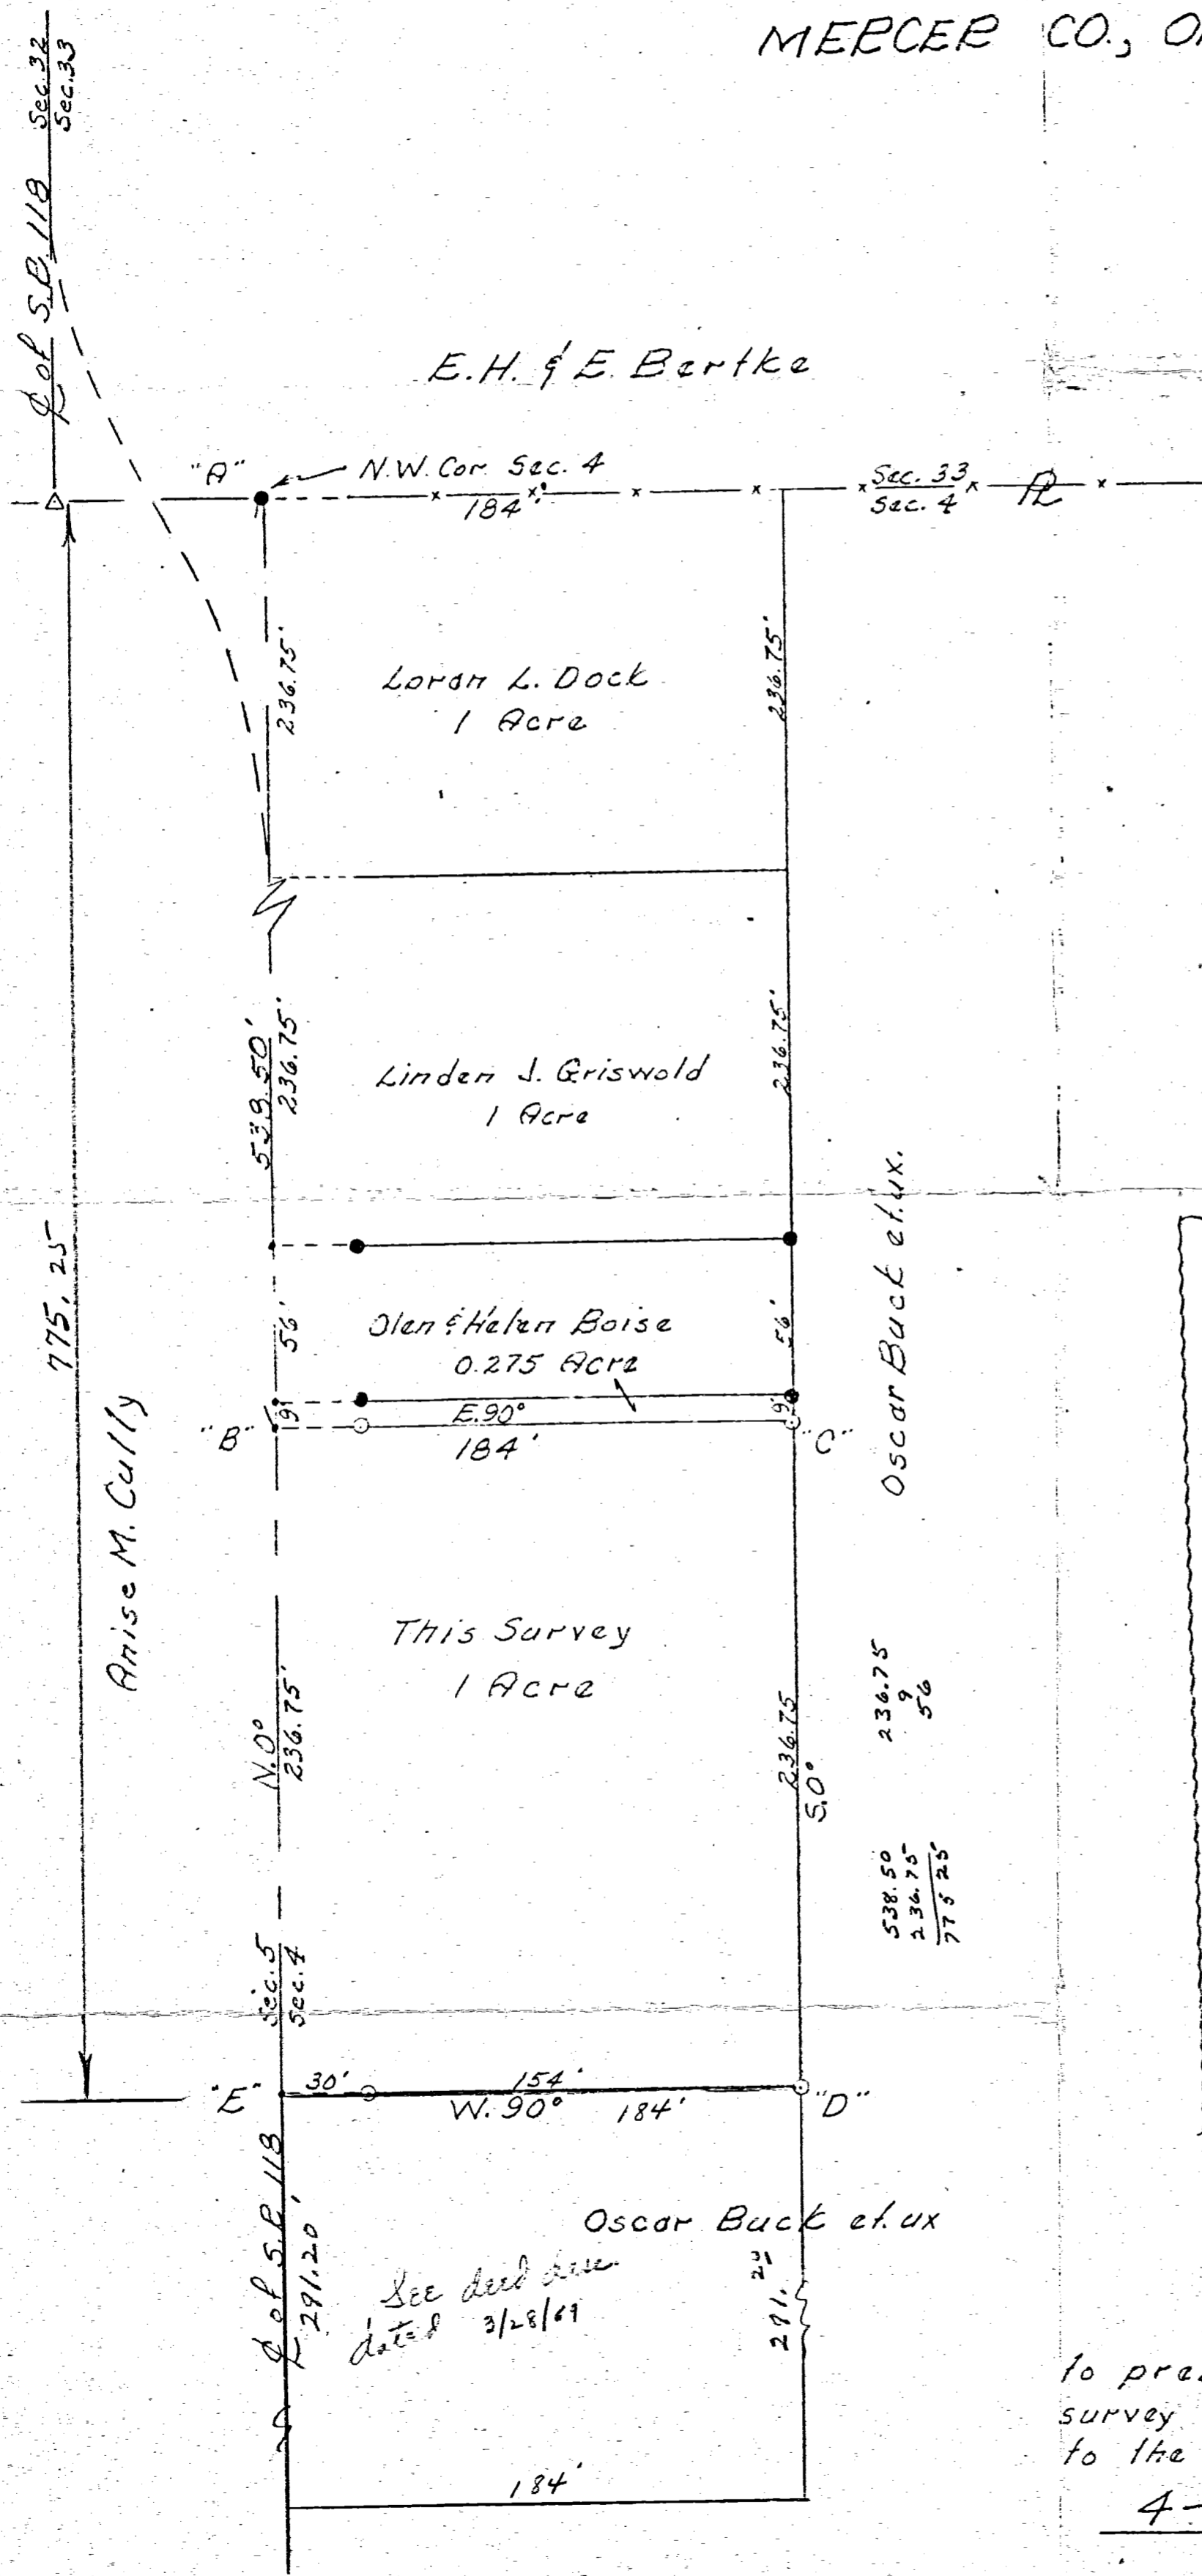 MERCER CO., O
Sec. 32
Sec. 33
℄ of S.R. 118
E.H. & E. Bertke
"A"
N.W. Cor. Sec. 4
184'
Sec. 33
Sec. 4
PL
236.75'
Loran L. Dock
1 Acre
236.75'
538.50'
236.75'
Linden J. Griswold
1 Acre
236.75'
Oscar Buck et.ux.
775.25
56'
Olen & Helen Boise
0.275 Acre
56'
9'
E.90°
9'
"B"
184'
"C"
Anise M. Cully
This Survey
1 Acre
N.0°
236.75'
236.75
S.0°
236.75
9
56
538.50
236.75
775 25
Sec. 5
Sec. 4
"E"
30'
154'
W. 90°
184'
"D"
℄ of S.R. 118
291.20'
Oscar Buck et.ux
See deed
dated 3/28/69
291.
184'
to pre
survey
to the
4-